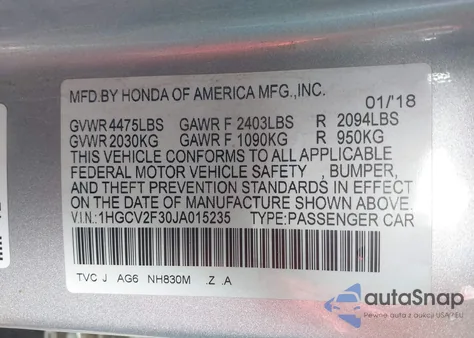 MFD.BY HONDA OF AMERICA MFG.,INC.
01/'18
GVWR 4475LBS GAWR F 2403LBS R 2094LBS
GVWR 2030KG GAWR F 1090KG R 950KG
THIS VEHICLE CONFORMS TO ALL APPLICABLE
FEDERAL MOTOR VEHICLE SAFETY , BUMPER,
AND THEFT PREVENTION STANDARDS IN EFFECT
ON THE DATE OF MANUFACTURE SHOWN ABOVE.
V.I.N.: 1HGCV2F30JA015235 TYPE:PASSENGER CAR
TVC J AG6 NH830M .Z .A
autoSnap
Part of